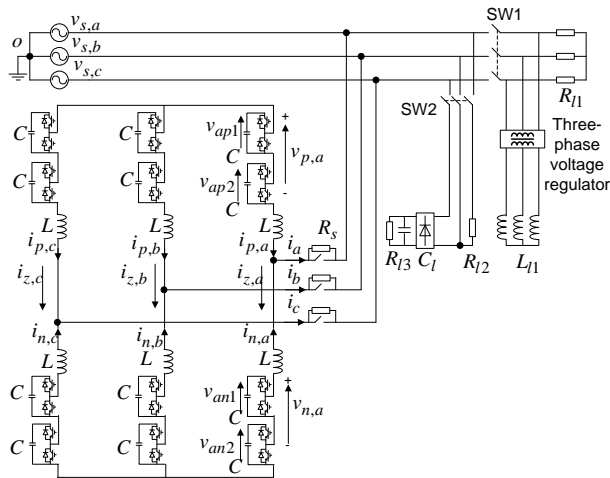 v_{s,a}
SW1
o
v_{s,b}
v_{s,c}
R_{l1}
SW2
Three-
phase
voltage
regulator
C
C
v_{ap1}
+
C
v_{p,a}
C
C
v_{ap2}
-
C
L
L
L
R_s
i_{p,c}
i_{p,b}
i_{p,a}
i_a
R_{l3}
C_l
R_{l2}
L_{l1}
i_{z,c}
i_{z,b}
i_{z,a}
i_b
i_c
i_{n,c}
i_{n,b}
i_{n,a}
L
L
L
C
C
v_{an1}
+
C
v_{n,a}
C
C
v_{an2}
-
C